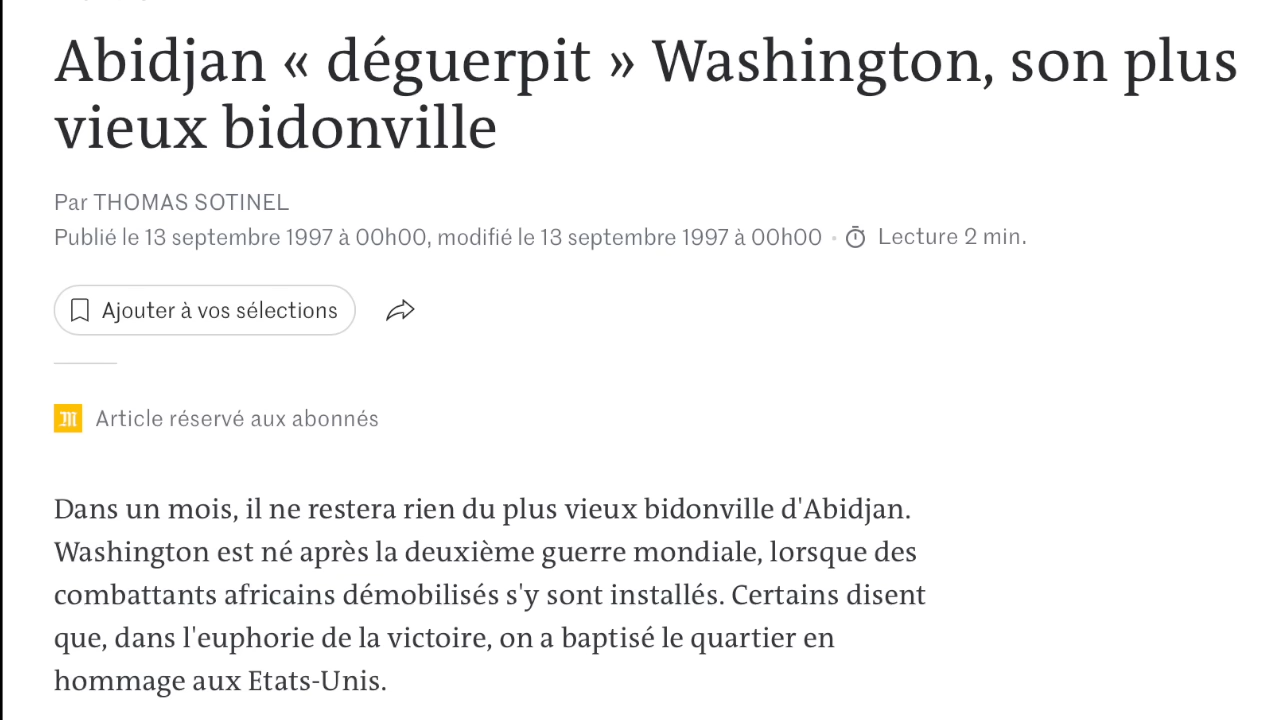 Abidjan « déguerpit » Washington, son plus
vieux bidonville
Par THOMAS SOTINEL
Publié le 13 septembre 1997 à 00h00, modifié le 13 septembre 1997 à 00h00 • Lecture 2 min.
Ajouter à vos sélections
M Article réservé aux abonnés
Dans un mois, il ne restera rien du plus vieux bidonville d'Abidjan.
Washington est né après la deuxième guerre mondiale, lorsque des
combattants africains démobilisés s'y sont installés. Certains disent
que, dans l'euphorie de la victoire, on a baptisé le quartier en
hommage aux Etats-Unis.